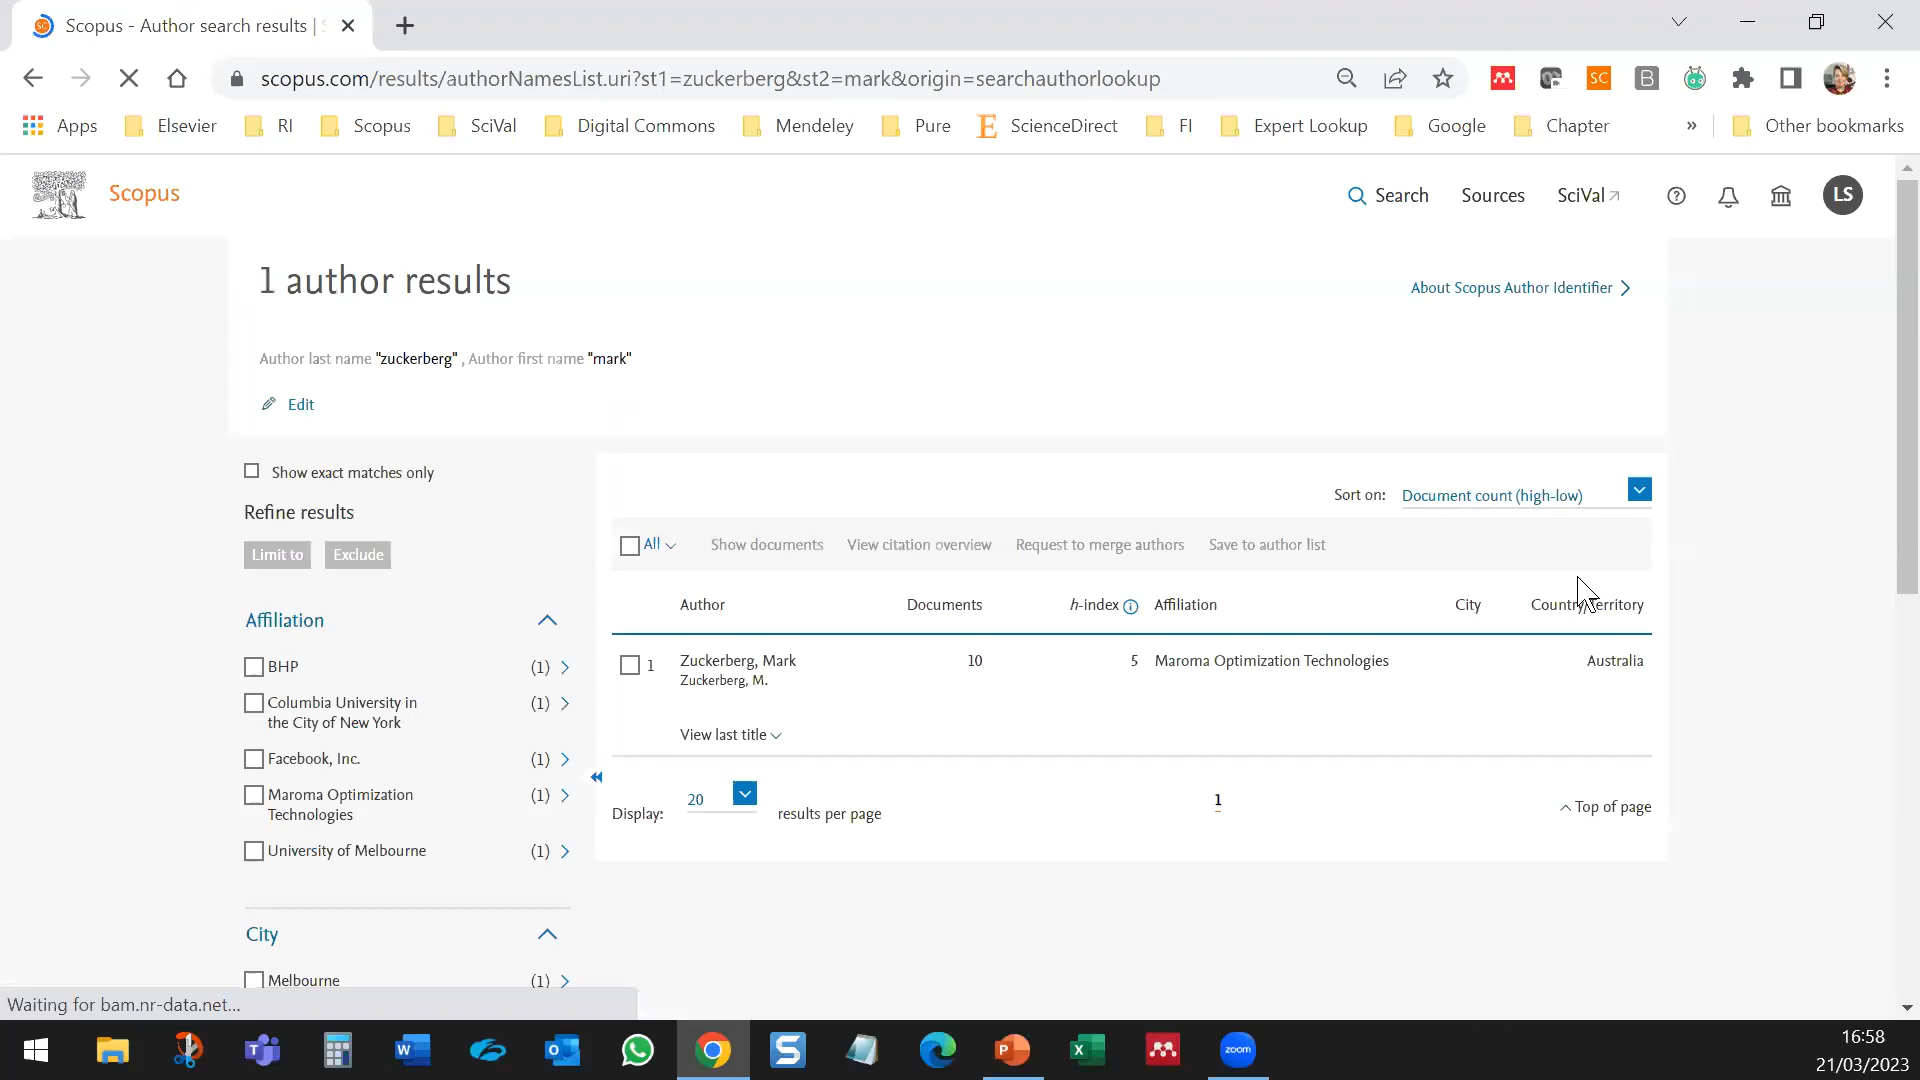 Scopus - Author search results |
scopus.com/results/authorNamesList.uri?st1=zuckerberg&st2=mark&origin=searchauthorlookup
SC
B
Apps Elsevier RI Scopus SciVal Digital Commons Mendeley Pure E ScienceDirect FI Expert Lookup Google Chapter » Other bookmarks
Scopus
Search Sources SciVal LS
1 author results
About Scopus Author Identifier
Author last name "zuckerberg" , Author first name "mark"
Edit
Show exact matches only
Refine results
Limit to Exclude
Affiliation
BHP (1)
Columbia University in
the City of New York (1)
Facebook, Inc. (1)
Maroma Optimization
Technologies (1)
University of Melbourne (1)
City
Melbourne (1)
Sort on: Document count (high-low)
All Show documents View citation overview Request to merge authors Save to author list
Author Documents h-index Affiliation City Country/Territory
1 Zuckerberg, Mark 10 5 Maroma Optimization Technologies Australia
Zuckerberg, M.
View last title
Display: 20 results per page 1 Top of page
Waiting for bam.nr-data.net...
zoom
16:58
21/03/2023